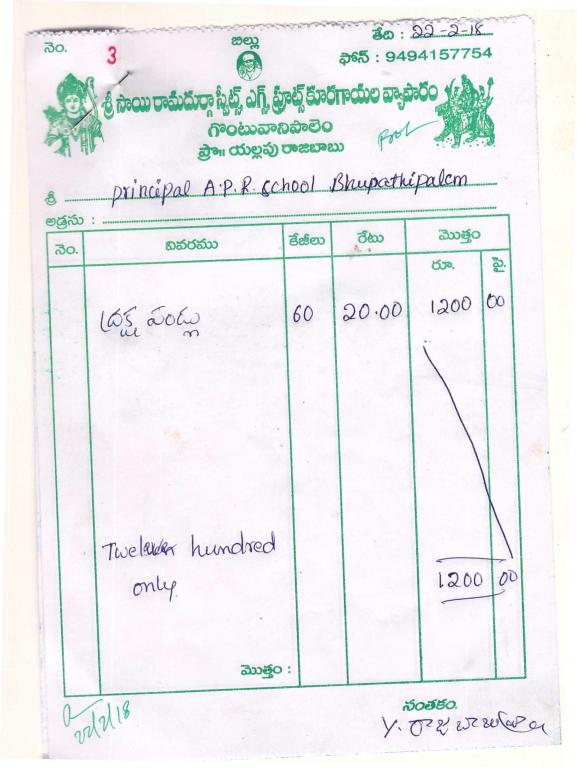 నెం. 3
బిల్లు
తేది : 22-2-18
ఫోన్ : 9494157754
శ్రీ సాయి రామదుర్గా స్వీట్స్, ఎగ్స్, ఫ్రూట్స్ కూరగాయల వ్యాపారం
గొంటువానిపాలెం
ప్రొ॥ యల్లపు రాజబాబు
శ్రీ principal A.P.R. School Bhupathipalem
అడ్రసు :
నెం. వివరము కేజీలు రేటు మొత్తం
రూ. పై.
ద్రాక్ష పండ్లు 60 20.00 1200 00
Twelve hundred
only.
1200 00
మొత్తం :
సంతకం.
22/2/18
Y. రాజబాబు